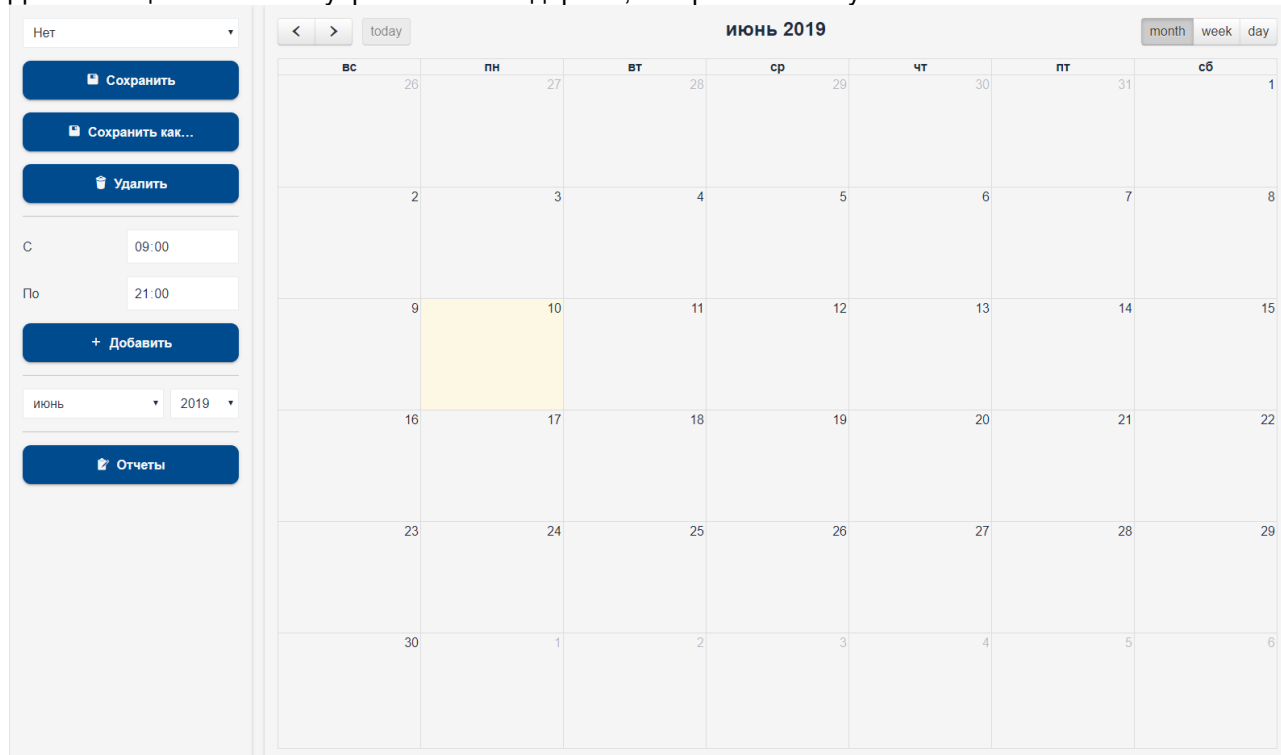 Нет
Сохранить
Сохранить как...
Удалить
С 09:00
По 21:00
+ Добавить
июнь 2019
Отчеты
today июнь 2019 month week day
вс пн вт ср чт пт сб
26 27 28 29 30 31 1
2 3 4 5 6 7 8
9 10 11 12 13 14 15
16 17 18 19 20 21 22
23 24 25 26 27 28 29
30 1 2 3 4 5 6